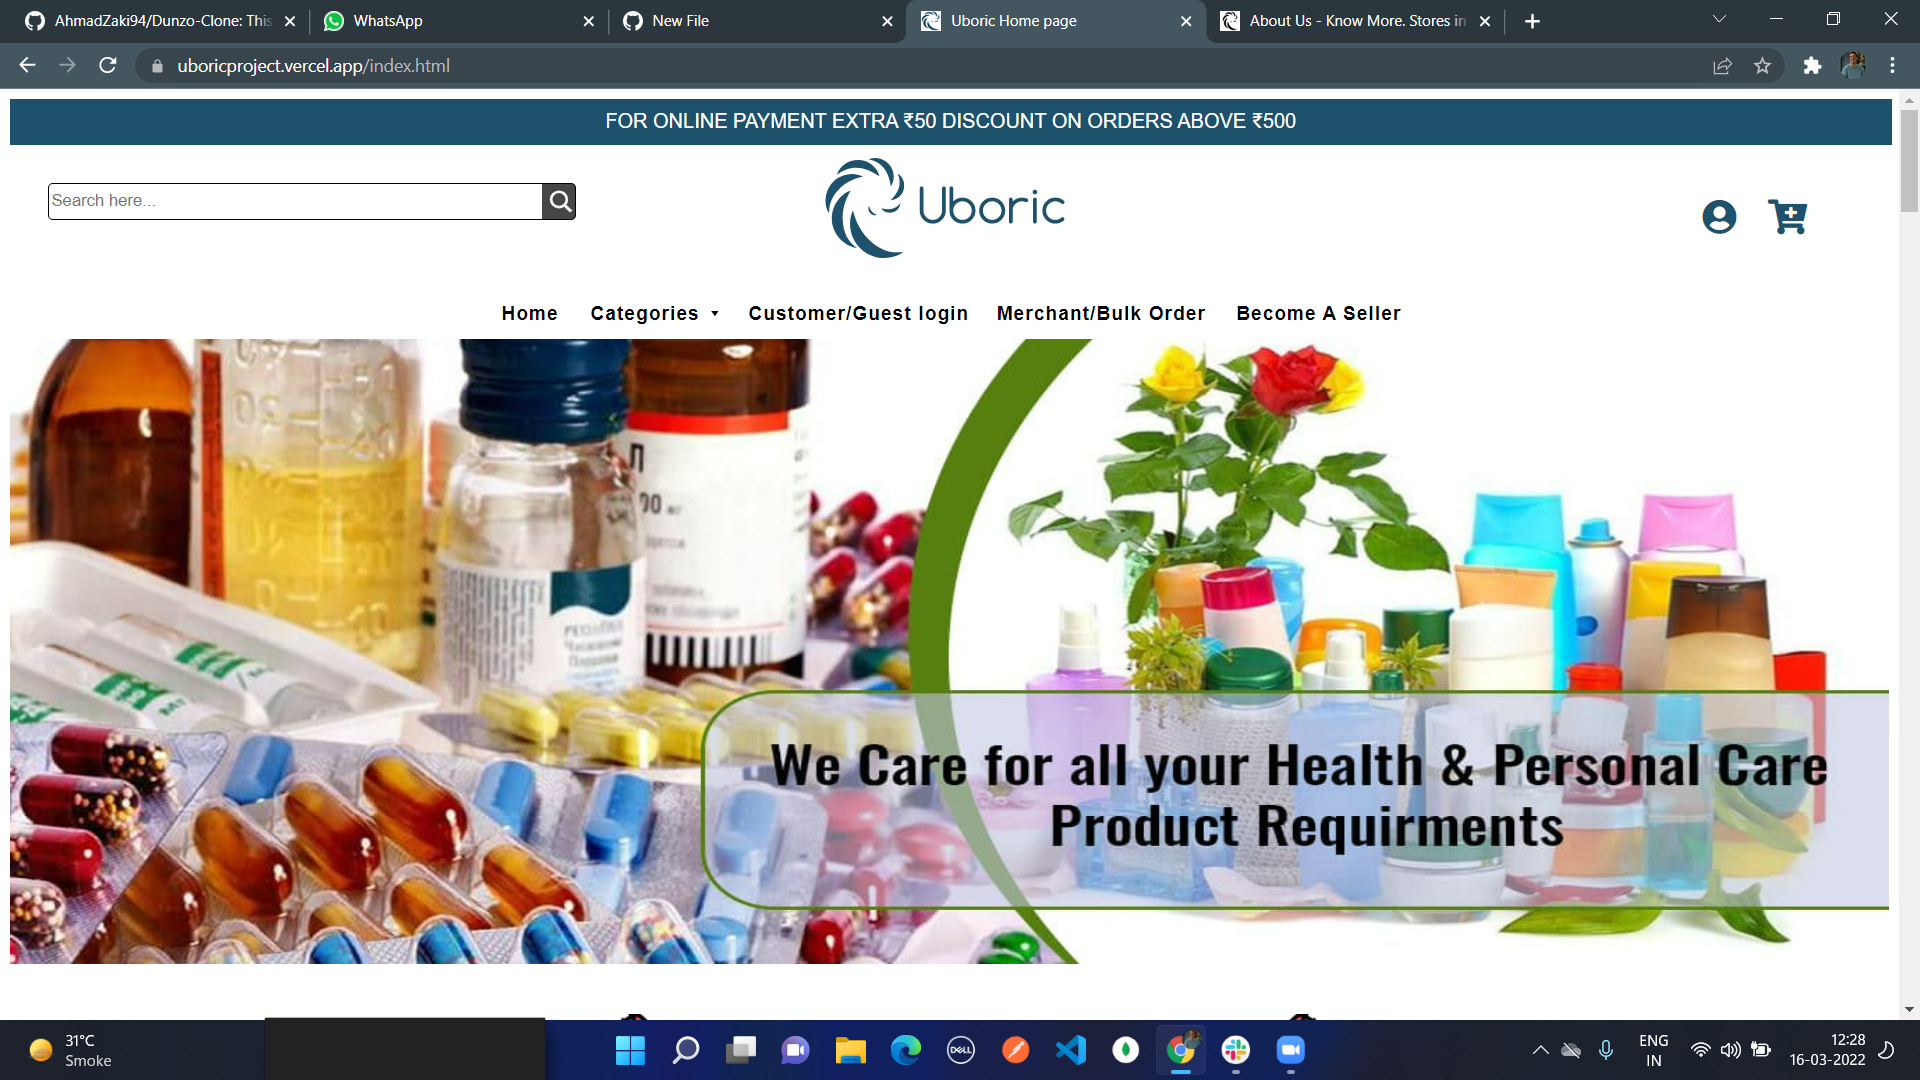 AhmadZaki94/Dunzo-Clone: This
WhatsApp
New File
Uboric Home page
About Us - Know More. Stores in
uboricproject.vercel.app/index.html
FOR ONLINE PAYMENT EXTRA ₹50 DISCOUNT ON ORDERS ABOVE ₹500
Search here...
Uboric
Home
Categories
Customer/Guest login
Merchant/Bulk Order
Become A Seller
We Care for all your Health & Personal Care
Product Requirments
31°C
Smoke
DELL
ENG
IN
12:28
16-03-2022